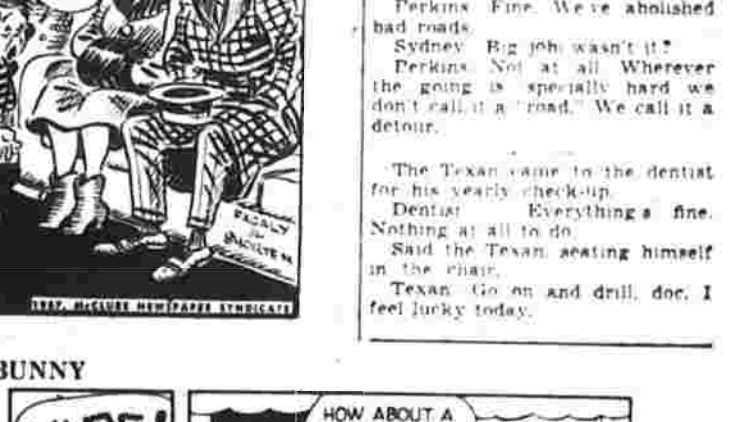 Perkins Fine. We've abolished
bad roads.
Sydney Big job, wasn't it?
Perkins Not at all. Wherever
the going is specially hard we
don't call it a "road." We call it a
detour.
The Texan came to the dentist
for his yearly check-up.
Dentist Everything's fine.
Nothing at all to do.
Said the Texan, seating himself
in the chair,
Texan Go on and drill, doc, I
feel lucky today.
1957, McCLURE NEWSPAPER SYNDICATE
BUNNY
HOW ABOUT A